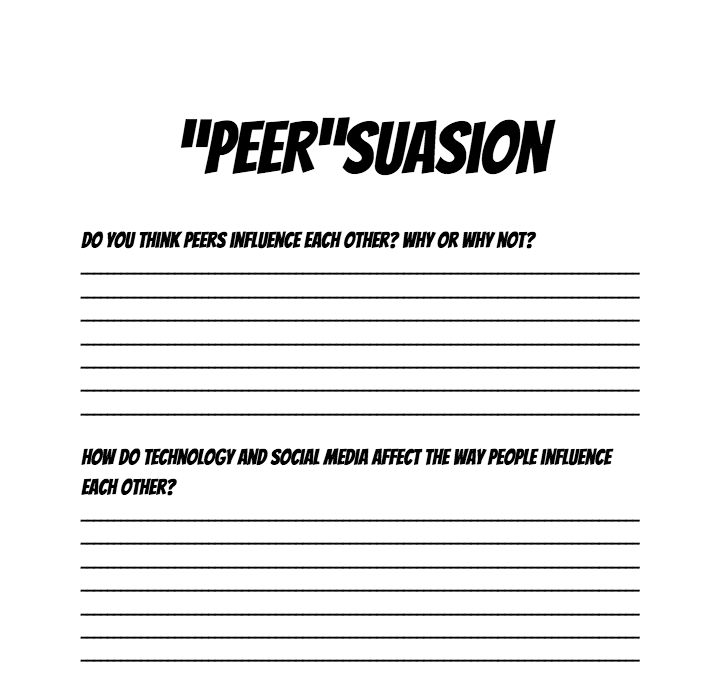 "PEER"SUASION
DO YOU THINK PEERS INFLUENCE EACH OTHER? WHY OR WHY NOT?
HOW DO TECHNOLOGY AND SOCIAL MEDIA AFFECT THE WAY PEOPLE INFLUENCE
EACH OTHER?